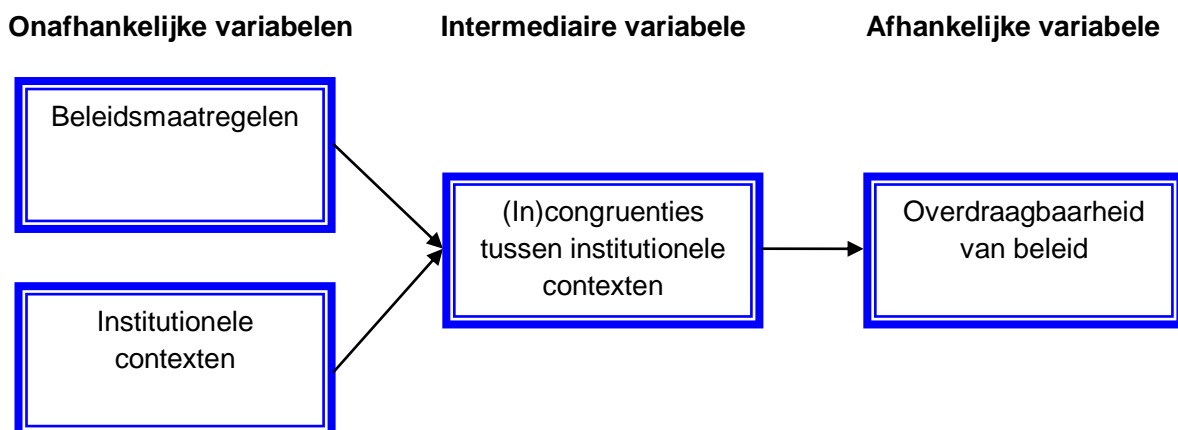 Onafhankelijke variabelen
Intermediaire variabele
Afhankelijke variabele
Beleidsmaatregelen
(In)congruenties
tussen institutionele
contexten
Overdraagbaarheid
van beleid
Institutionele
contexten